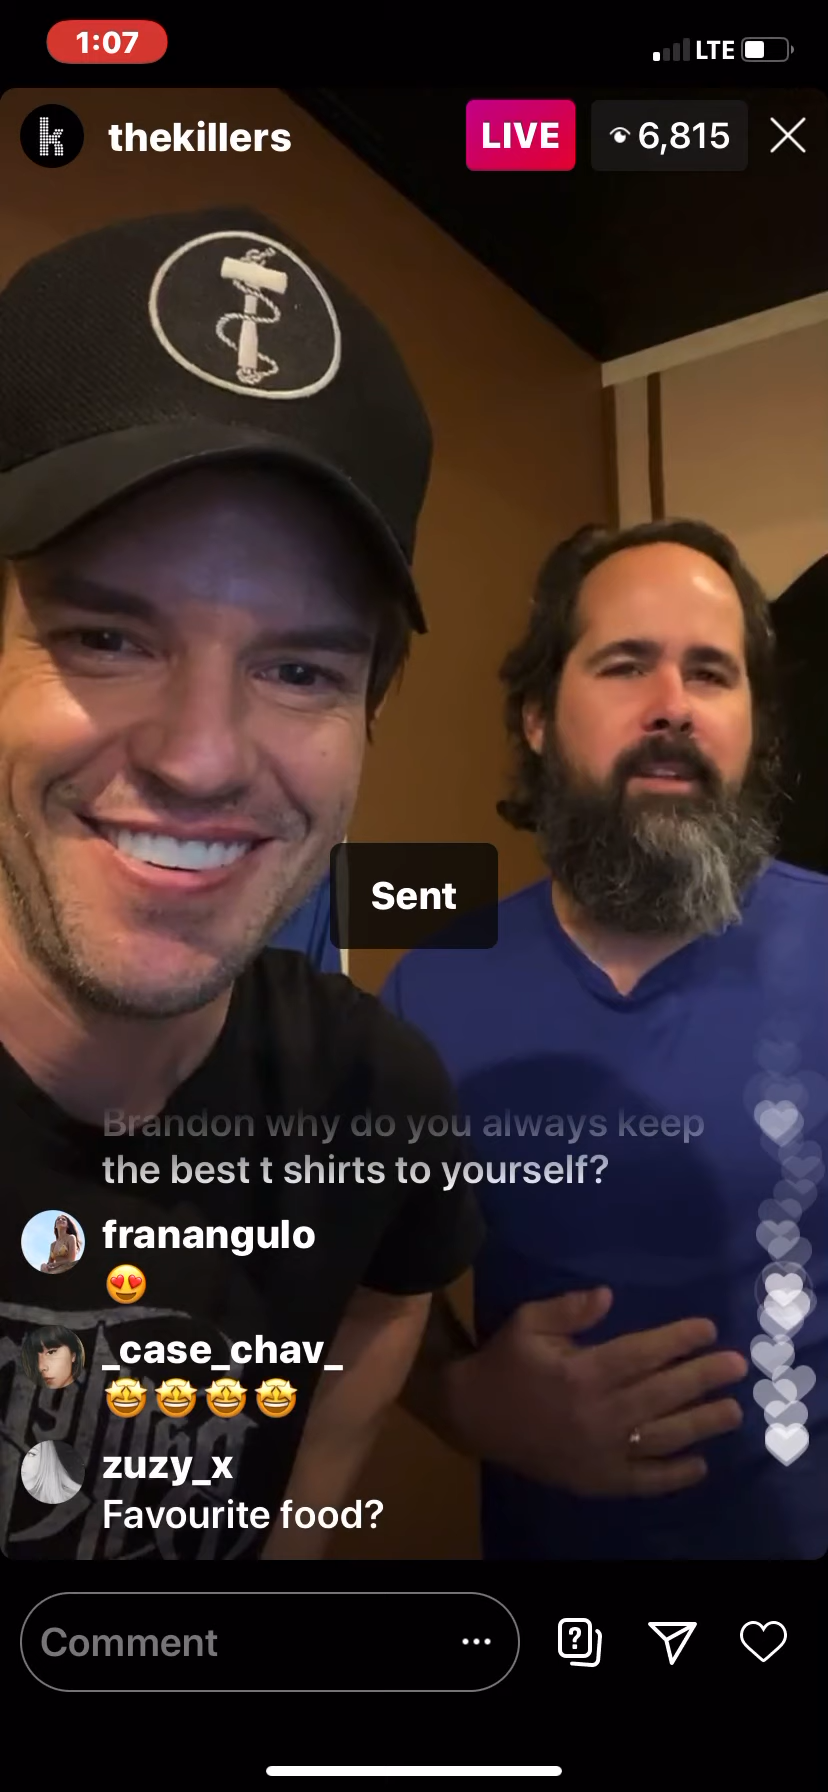 1:07
LTE
k
thekillers
LIVE
6,815
Sent
Brandon why do you always keep
the best t shirts to yourself?
franangulo
😍
_case_chav_
🤩🤩🤩🤩
zuzy_x
Favourite food?
Comment